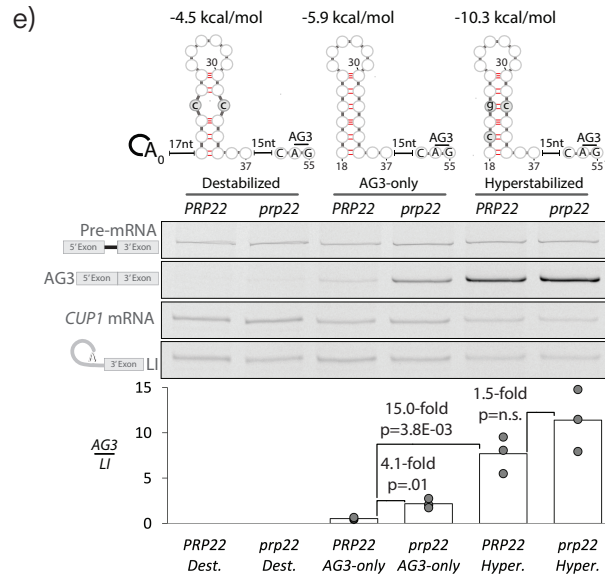 e)
-4.5 kcal/mol -5.9 kcal/mol -10.3 kcal/mol
30 30 30
C C g C
C
CA0 17nt 15nt AG3 15nt AG3 15nt AG3
C A G C A G C A G
37 55 18 37 55 18 37 55
Destabilized AG3-only Hyperstabilized
PRP22 prp22 PRP22 prp22 PRP22 prp22
Pre-mRNA
5' Exon 3' Exon
AG3 5' Exon 3' Exon
CUP1 mRNA
A 3' Exon LI
15
10
5
0
AG3
LI
1.5-fold
p=n.s.
15.0-fold
p=3.8E-03
4.1-fold
p=.01
PRP22 prp22 PRP22 prp22 PRP22 prp22
Dest. Dest. AG3-only AG3-only Hyper. Hyper.